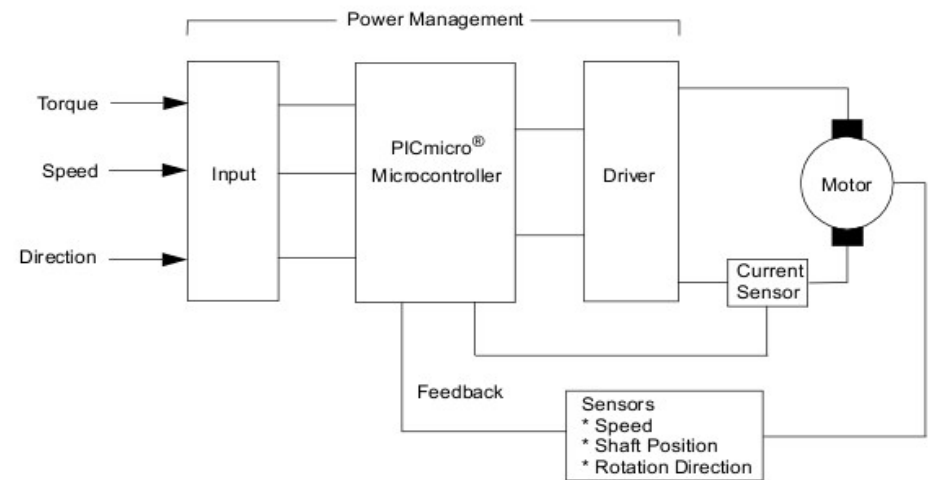 Power Management
Torque
Speed
Direction
Input
PICmicro®
Microcontroller
Driver
Motor
Current
Sensor
Feedback
Sensors
* Speed
* Shaft Position
* Rotation Direction